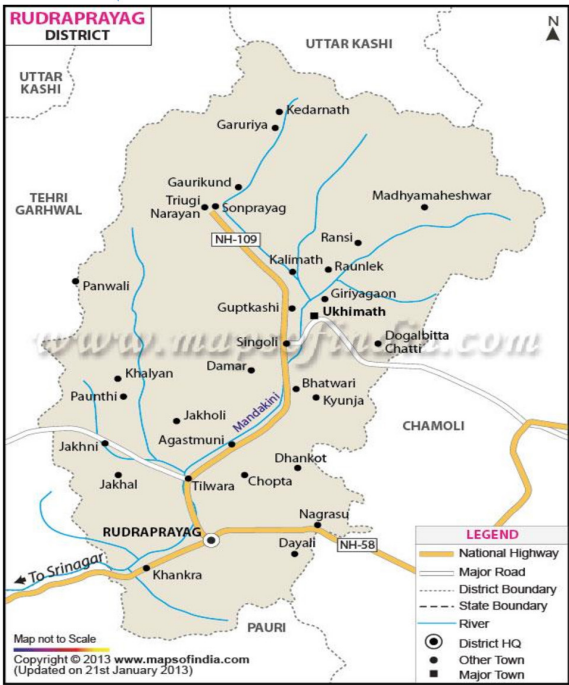 RUDRAPRAYAG
DISTRICT
N
UTTAR KASHI
UTTAR
KASHI
Kedarnath
Garuriya
Gaurikund
Triugi
Narayan
Sonprayag
Madhyamaheshwar
TEHRI
GARHWAL
NH-109
Ransi
Kalimath
Raunlek
Panwali
Giriyagaon
Guptkashi
Ukhimath
www.mapsofindia.com
Singoli
Dogalbitta
Chatti
Damar
Khalyan
Bhatwari
Paunthi
Kyunja
Mandakini
Jakholi
CHAMOLI
Agastmuni
Jakhni
Dhankot
Jakhal
Tilwara
Chopta
Nagrasu
RUDRAPRAYAG
Dayali
NH-58
To Srinagar
Khankra
PAURI
LEGEND
National Highway
Major Road
District Boundary
State Boundary
River
District HQ
Other Town
Major Town
Map not to Scale
Copyright © 2013 www.mapsofindia.com
(Updated on 21st January 2013)